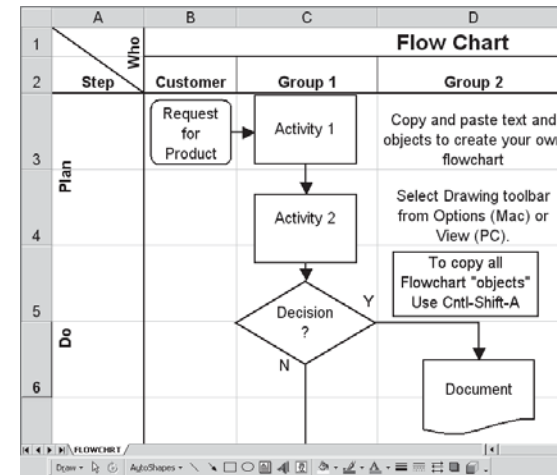 A B C D
1 Who Flow Chart
2 Step Customer Group 1 Group 2
Request
for
Product
Activity 1
Copy and paste text and
objects to create your own
flowchart
3
Plan
Activity 2
Select Drawing toolbar
from Options (Mac) or
View (PC).
4
To copy all
Flowchart "objects"
Use Cntl-Shift-A
5
Decision
?
Y
Do
N
6
Document
FLOWCHRT
Draw AutoShapes